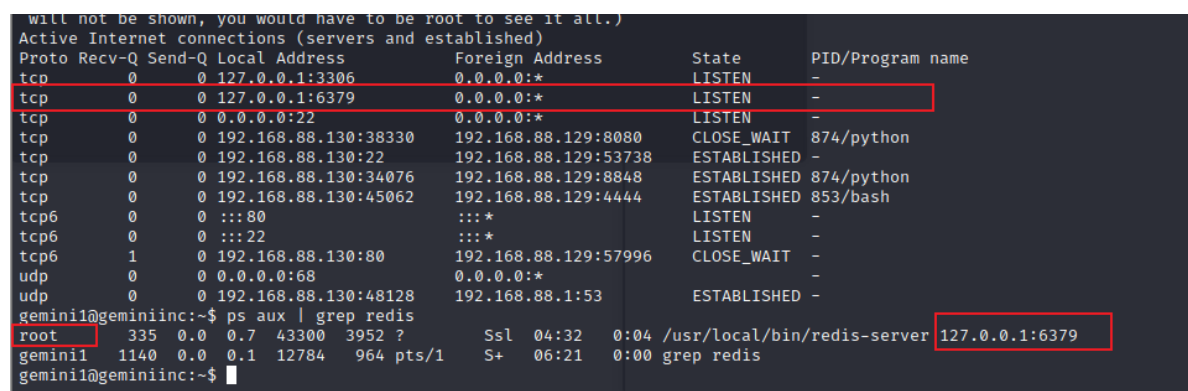 will not be shown, you would have to be root to see it all.)
Active Internet connections (servers and established)
Proto Recv-Q Send-Q Local Address           Foreign Address         State       PID/Program name
tcp        0      0 127.0.0.1:3306          0.0.0.0:*               LISTEN      -
tcp        0      0 127.0.0.1:6379          0.0.0.0:*               LISTEN      -
tcp        0      0 0.0.0.0:22              0.0.0.0:*               LISTEN      -
tcp        0      0 192.168.88.130:38330    192.168.88.129:8080     CLOSE_WAIT  874/python
tcp        0      0 192.168.88.130:22       192.168.88.129:53738    ESTABLISHED -
tcp        0      0 192.168.88.130:34076    192.168.88.129:8848     ESTABLISHED 874/python
tcp        0      0 192.168.88.130:45062    192.168.88.129:4444     ESTABLISHED 853/bash
tcp6       0      0 :::80                   :::*                    LISTEN      -
tcp6       0      0 :::22                   :::*                    LISTEN      -
tcp6       1      0 192.168.88.130:80       192.168.88.129:57996    CLOSE_WAIT  -
udp        0      0 0.0.0.0:68              0.0.0.0:*                           -
udp        0      0 192.168.88.130:48128    192.168.88.1:53         ESTABLISHED -
gemini1@geminiinc:~$ ps aux | grep redis
root       335  0.0  0.7  43300  3952 ?        Ssl  04:32   0:04 /usr/local/bin/redis-server 127.0.0.1:6379
gemini1   1140  0.0  0.1  12784   964 pts/1    S+   06:21   0:00 grep redis
gemini1@geminiinc:~$